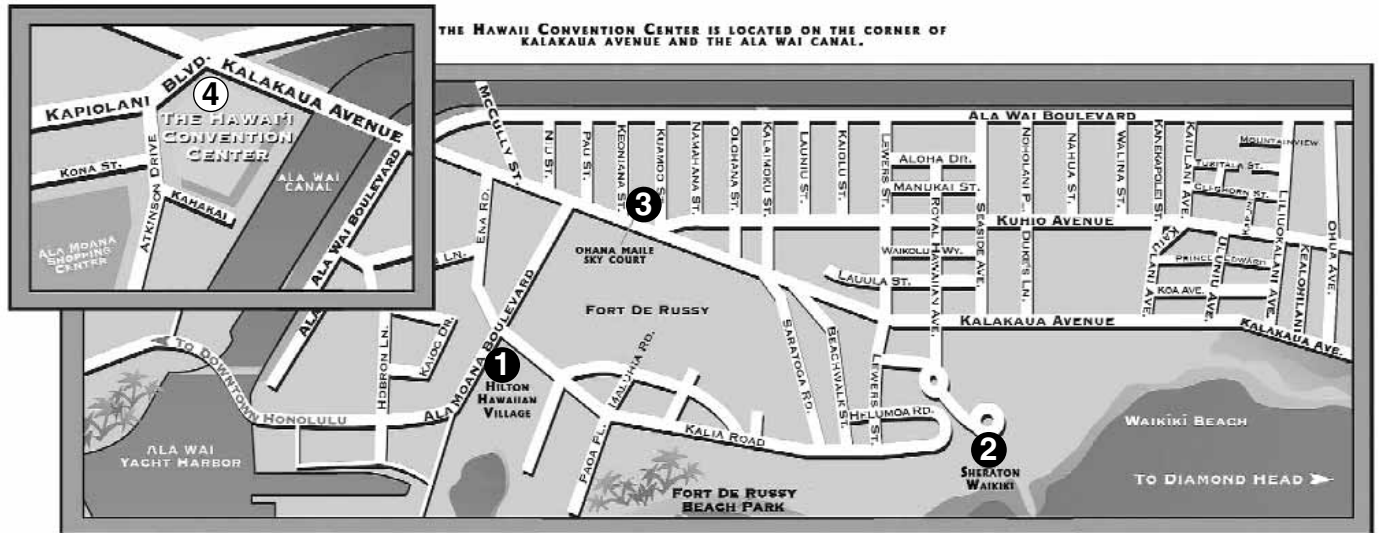 THE HAWAII CONVENTION CENTER IS LOCATED ON THE CORNER OF
KALAKAUA AVENUE AND THE ALA WAI CANAL.
KAPIOLANI BLVD.
KALAKAUA AVENUE
4
THE HAWAI'I
CONVENTION
CENTER
KONA ST.
ATKINSON DRIVE
KAHAKAI
ALA WAI
CANAL
ALA WAI BOULEVARD
ALA MOANA
SHOPPING
CENTER
MCCULLY ST.
ALA WAI BOULEVARD
NIU ST.
PAU ST.
KEONIANA ST.
KUAMOO ST.
NAMAHANA ST.
OLOHANA ST.
KALAIMOKU ST.
LAUNIU ST.
KAIOLU ST.
LEWERS ST.
ALOHA DR.
MANUKAI ST.
ROYAL HAWAIIAN AVE.
SEASIDE AVE.
NOHOLANI PL.
NAHUA ST.
WALINA ST.
KANEKAPOLEI ST.
KAIULANI AVE.
MOUNTAINVIEW
TUKITALA ST.
CLEGHORN ST.
LILIUOKALANI AVE.
KEALOHILANI
OHUA AVE.
ENA RD.
LN.
3
OHANA MAILE
SKY COURT
KUHIO AVENUE
DUKE'S LN.
WAIKOLU WY.
LAUULA ST.
KAIULANI AVE.
PRINCE EDWARD
ULUNIU AVE.
KOA AVE.
FORT DE RUSSY
KALAKAUA AVENUE
KALAKAUA AVE.
TO DOWNTOWN HONOLULU
HOBRON LN.
ALA MOANA BOULEVARD
1
HILTON
HAWAIIAN
VILLAGE
SARATOGA RD.
BEACHWALK ST.
LEWERS ST.
HELUMOA RD.
KALIA ROAD
PAOA PL.
ALA WAI
YACHT HARBOR
FORT DE RUSSY
BEACH PARK
2
SHERATON
WAIKIKI
WAIKIKI BEACH
TO DIAMOND HEAD